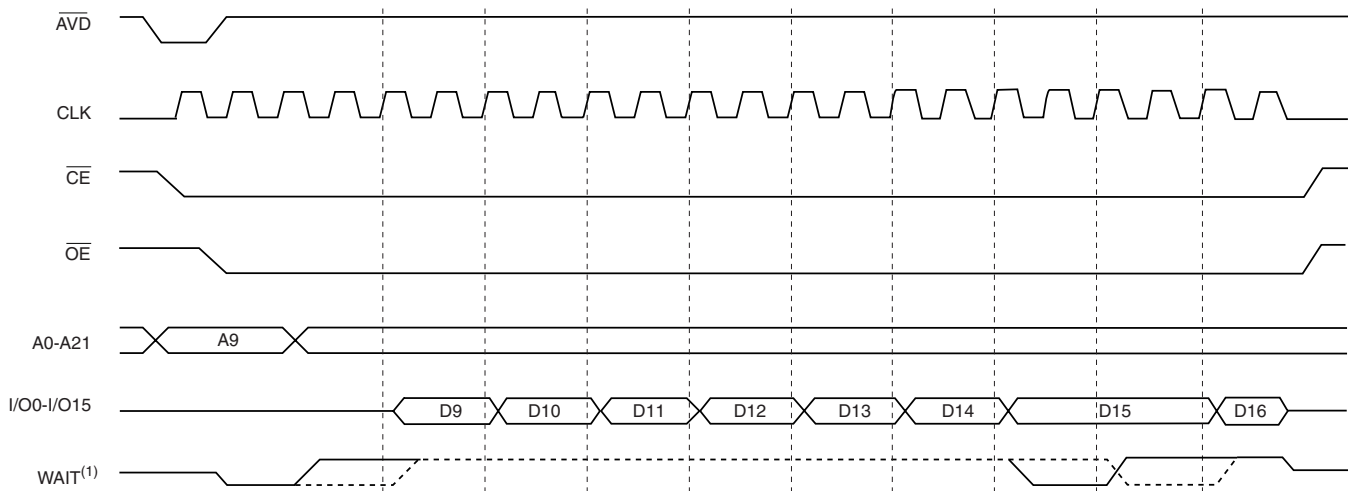 AVD
CLK
CE
OE
A0-A21 A9
I/O0-I/O15 D9 D10 D11 D12 D13 D14 D15 D16
WAIT(1)